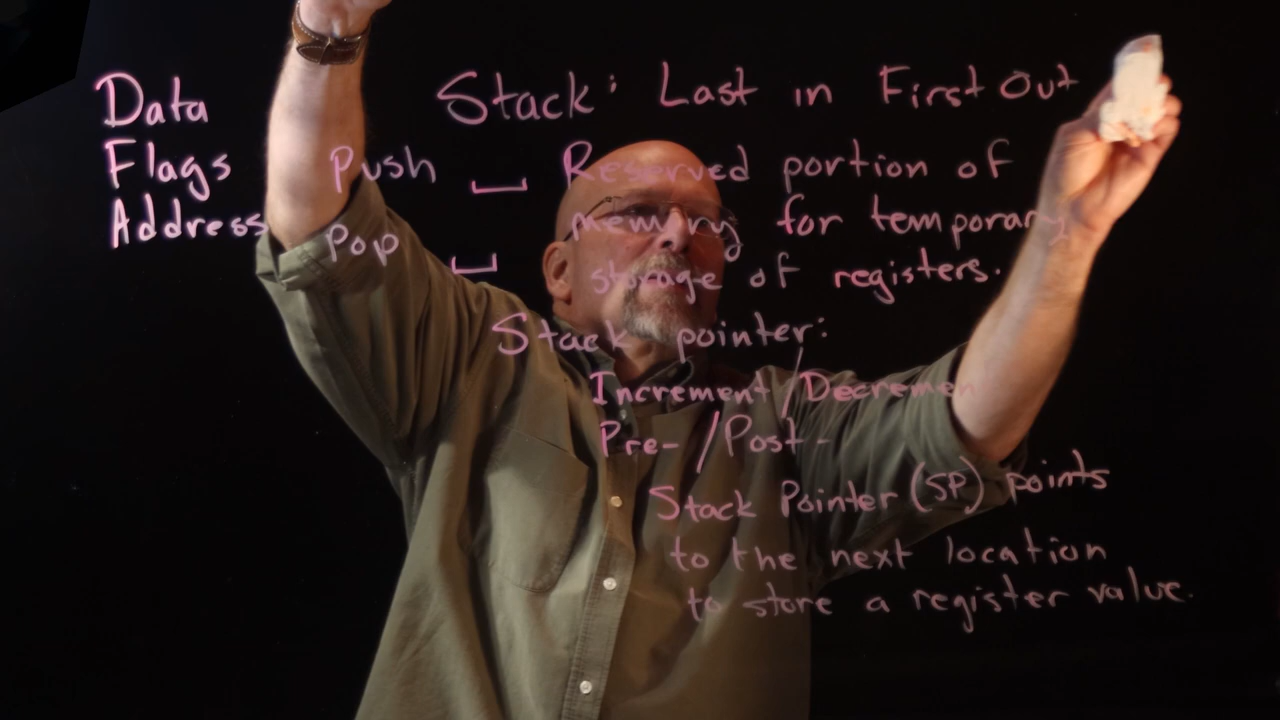 Data
Flags
Address
Push ⎵
Pop ⎵
Stack: Last in First Out
Reserved portion of
memory for temporary
storage of registers.
Stack pointer:
Increment/Decremen
Pre-/Post-
Stack Pointer (SP) points
to the next location
to store a register value.